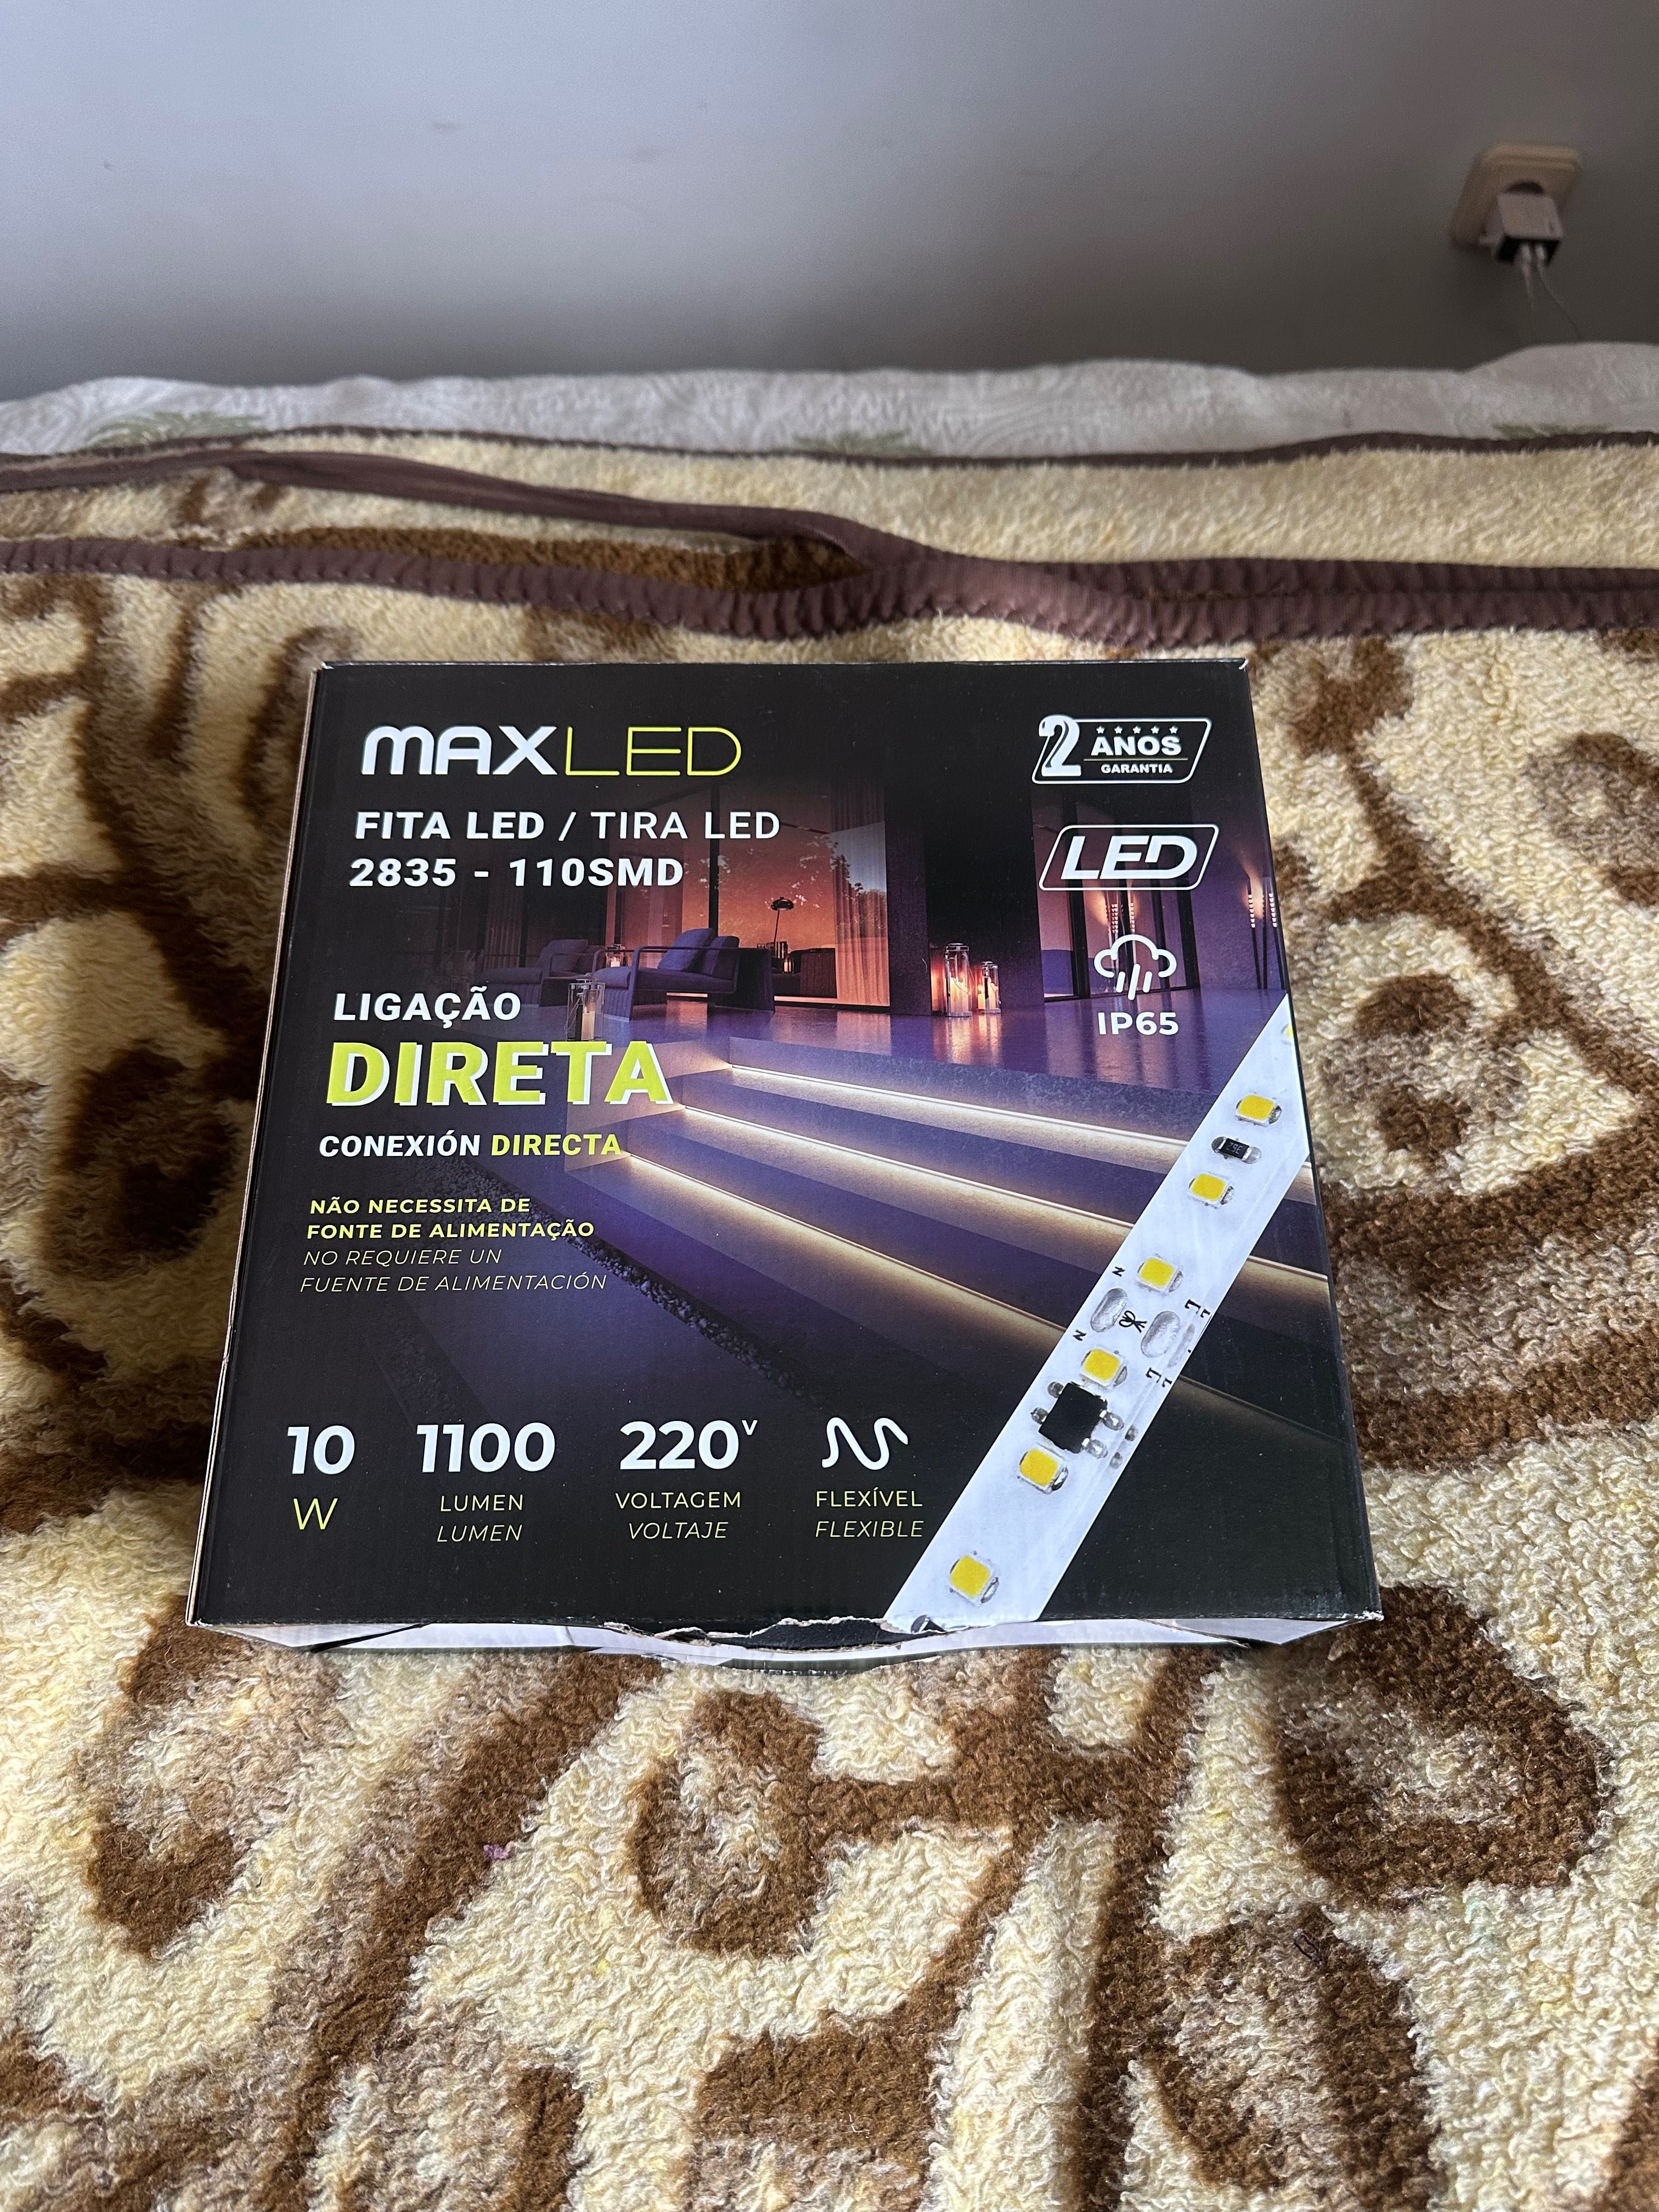 MAXLED
2 ANOS
GARANTIA
FITA LED / TIRA LED
2835 - 110SMD
LED
IP65
LIGAÇÃO
DIRETA
CONEXIÓN DIRECTA
NÃO NECESSITA DE
FONTE DE ALIMENTAÇÃO
NO REQUIERE UN
FUENTE DE ALIMENTACIÓN
10
W
1100
LUMEN
LUMEN
220V
VOLTAGEM
VOLTAJE
FLEXÍVEL
FLEXIBLE
N
N
L
L